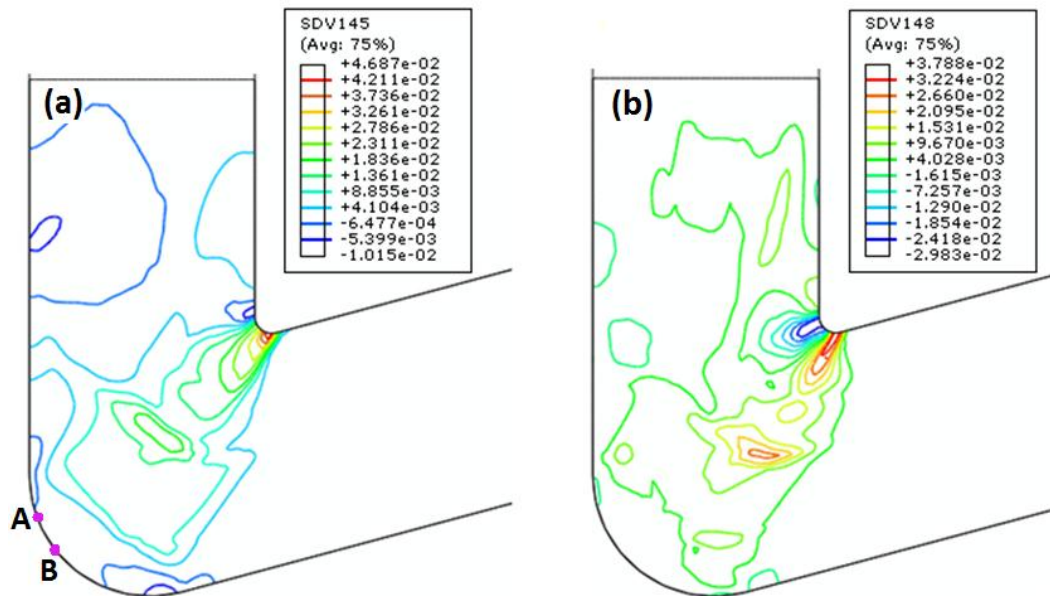 (a)
SDV145
(Avg: 75%)
+4.687e-02
+4.211e-02
+3.736e-02
+3.261e-02
+2.786e-02
+2.311e-02
+1.836e-02
+1.361e-02
+8.855e-03
+4.104e-03
-6.477e-04
-5.399e-03
-1.015e-02
A
B
(b)
SDV148
(Avg: 75%)
+3.788e-02
+3.224e-02
+2.660e-02
+2.095e-02
+1.531e-02
+9.670e-03
+4.028e-03
-1.615e-03
-7.257e-03
-1.290e-02
-1.854e-02
-2.418e-02
-2.983e-02